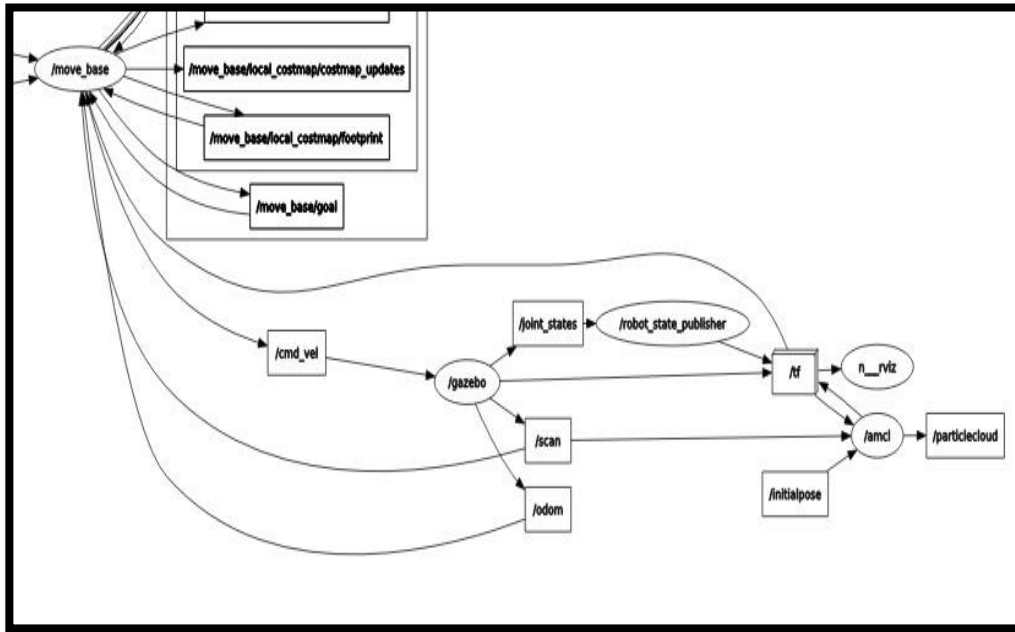 /move_base
/move_base/local_costmap/costmap_updates
/move_base/local_costmap/footprint
/move_base/goal
/joint_states
/robot_state_publisher
/cmd_vel
/gazebo
/tf
n__rviz
/scan
/amcl
/particlecloud
/initialpose
/odom